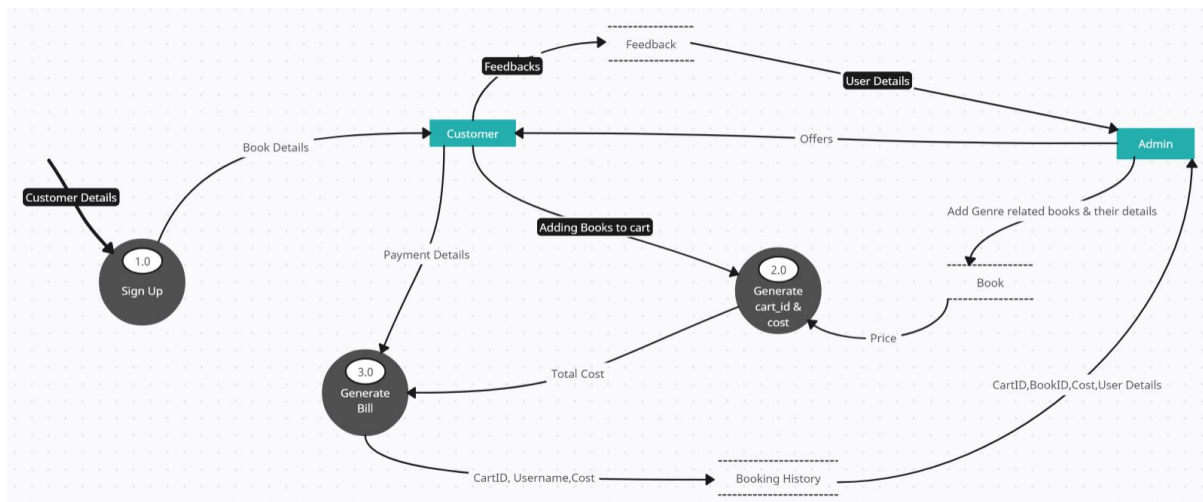 Feedback
Feedbacks
User Details
Customer
Offers
Admin
Book Details
Customer Details
Add Genre related books & their details
Adding Books to cart
Payment Details
1.0
Sign Up
2.0
Generate
cart_id &
cost
Book
Price
3.0
Generate
Bill
Total Cost
CartID,BookID,Cost,User Details
CartID, Username,Cost
Booking History